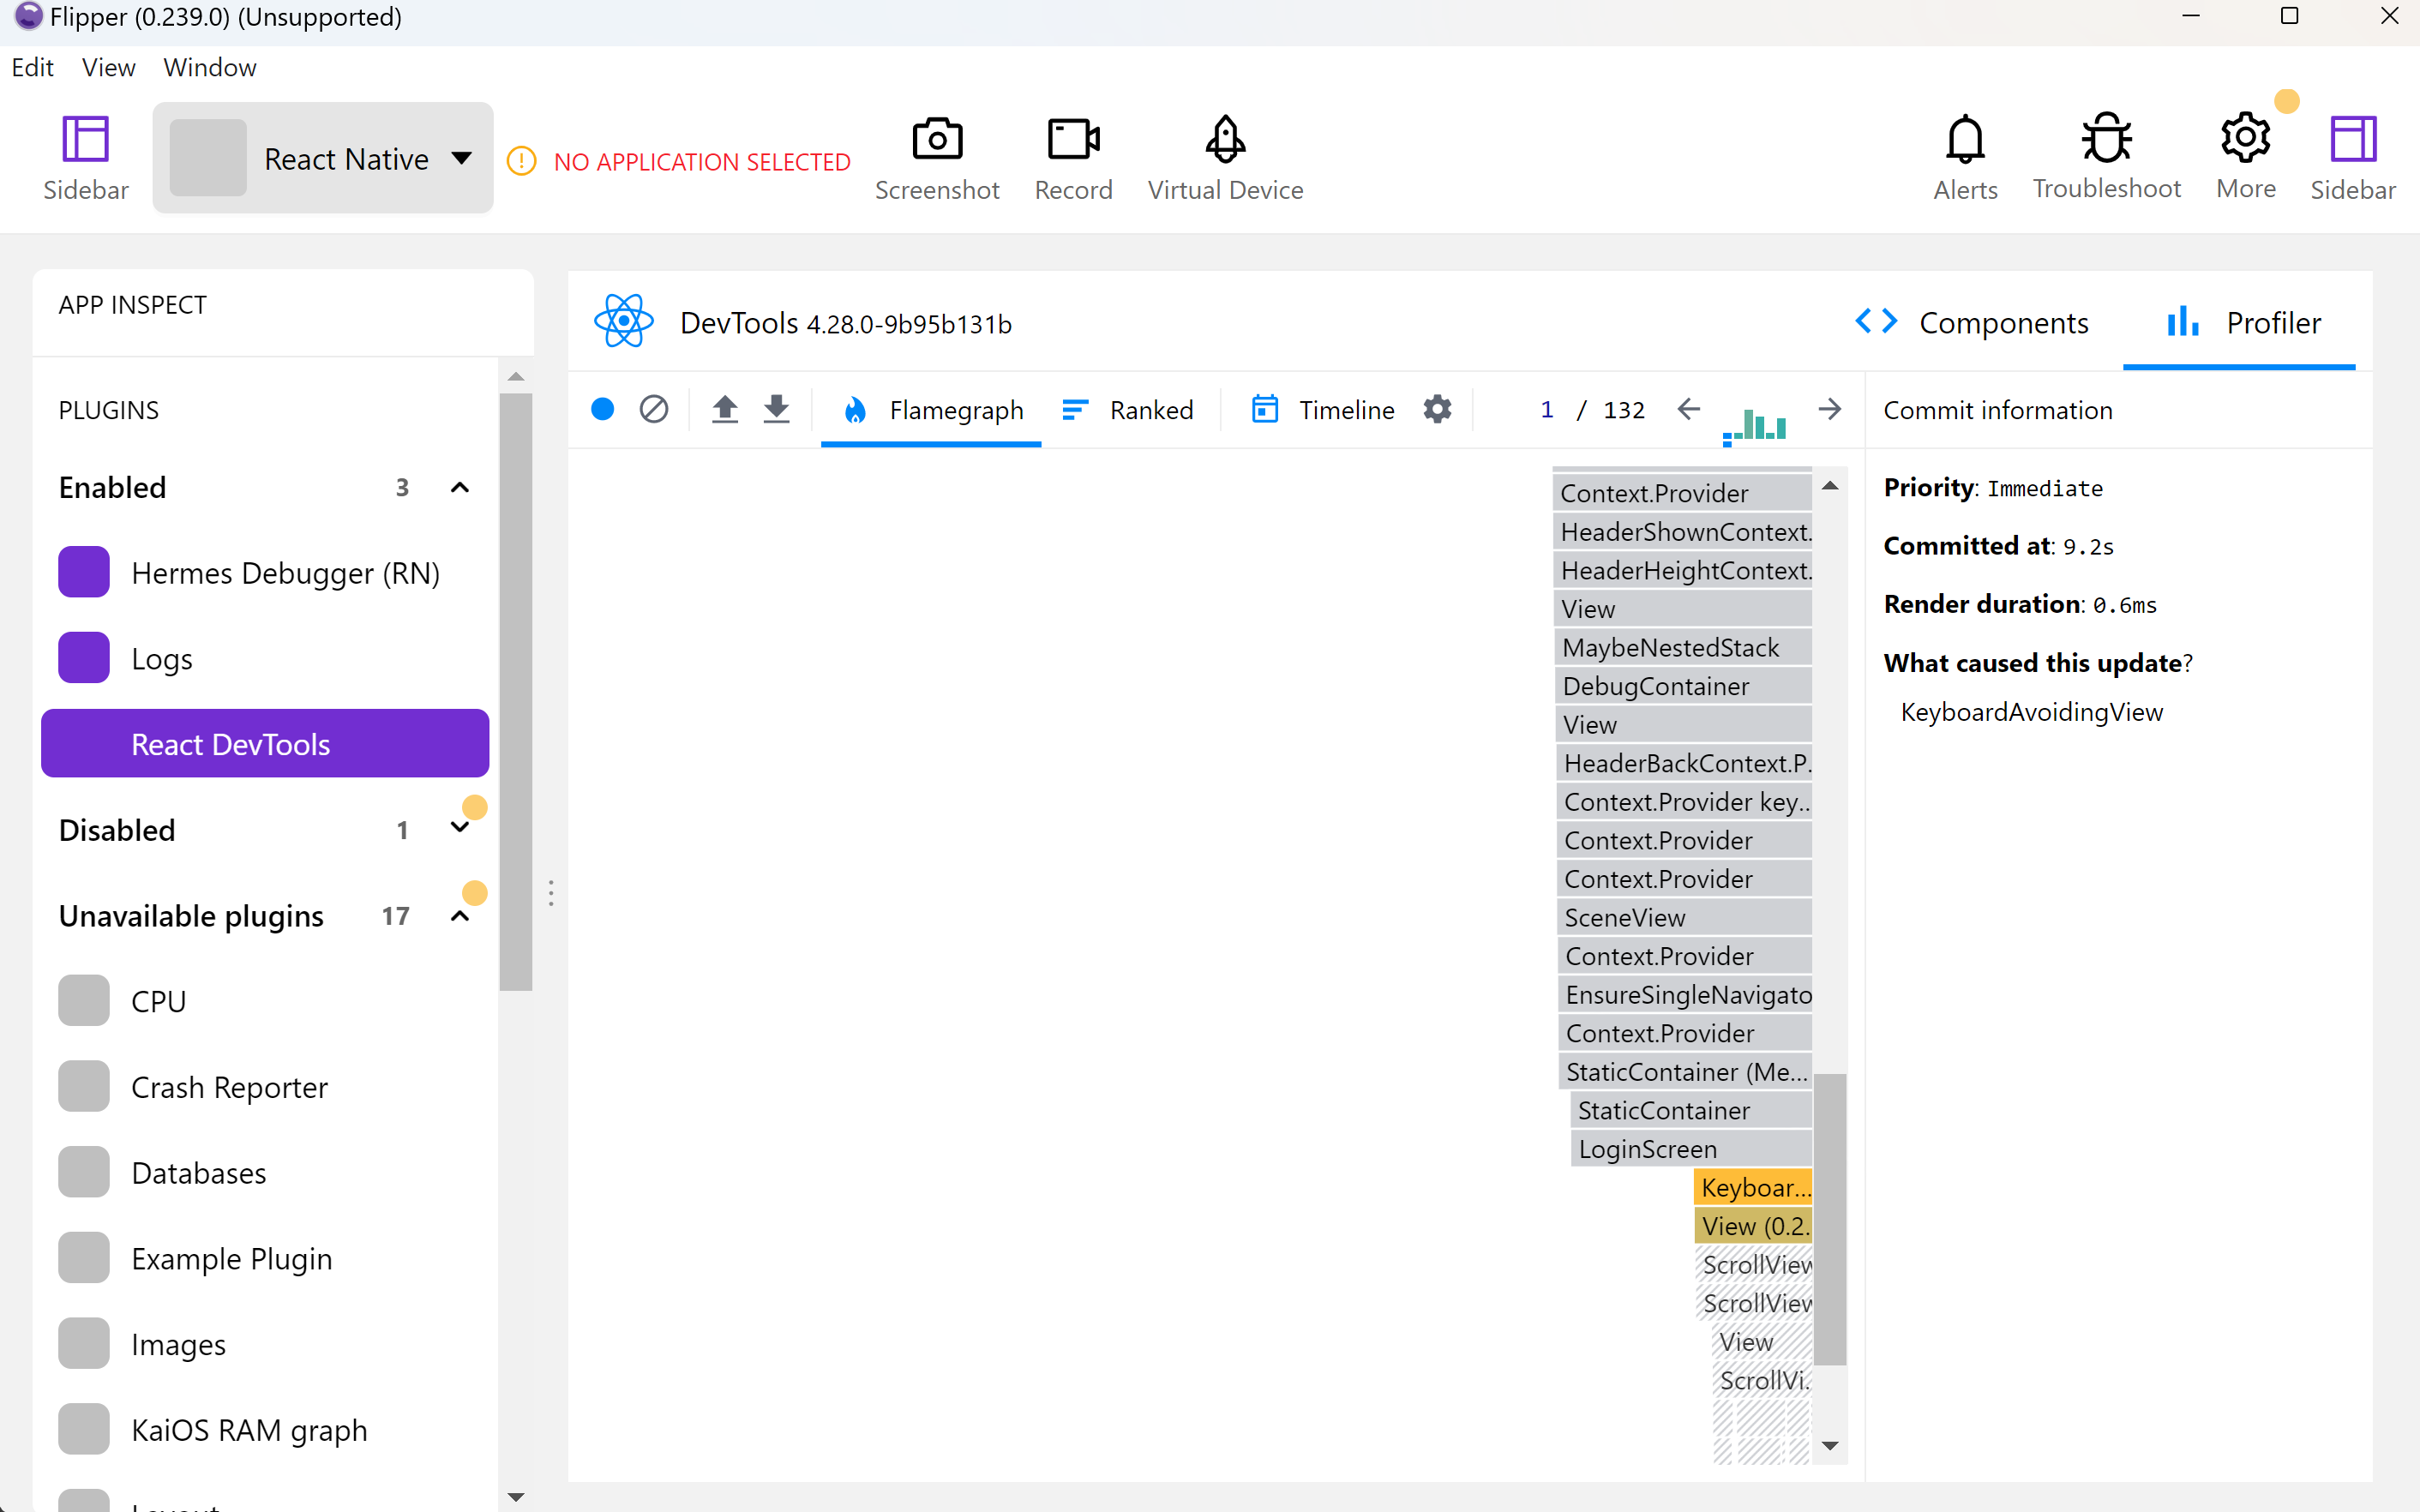 Flipper (0.239.0) (Unsupported)
Edit View Window
Sidebar
React Native
NO APPLICATION SELECTED
Screenshot
Record
Virtual Device
Alerts
Troubleshoot
More
Sidebar
APP INSPECT
PLUGINS
Enabled 3
Hermes Debugger (RN)
Logs
React DevTools
Disabled 1
Unavailable plugins 17
CPU
Crash Reporter
Databases
Example Plugin
Images
KaiOS RAM graph
DevTools 4.28.0-9b95b131b
Components
Profiler
Flamegraph
Ranked
Timeline
1 / 132
Context.Provider
HeaderShownContext.
HeaderHeightContext.
View
MaybeNestedStack
DebugContainer
View
HeaderBackContext.P.
Context.Provider key...
Context.Provider
Context.Provider
SceneView
Context.Provider
EnsureSingleNavigato
Context.Provider
StaticContainer (Me...
StaticContainer
LoginScreen
Keyboar...
View (0.2.
ScrollView
ScrollView
View
ScrollVi.
Commit information
Priority: Immediate
Committed at: 9.2s
Render duration: 0.6ms
What caused this update?
KeyboardAvoidingView